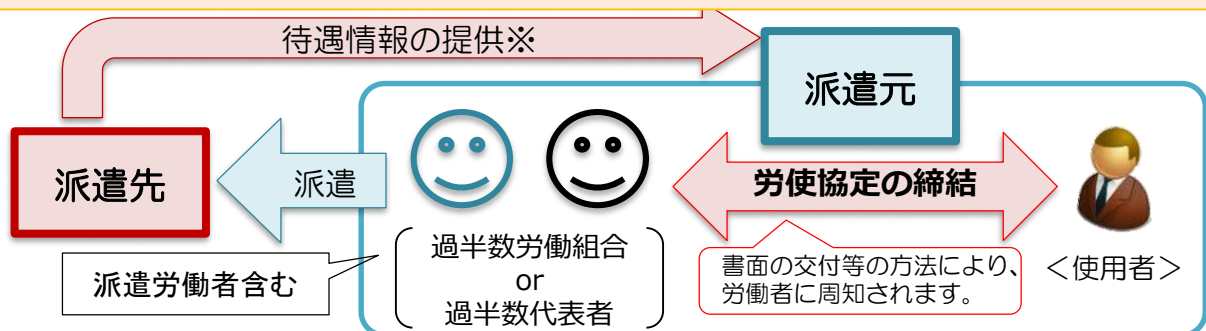 待遇情報の提供※
派遣元
派遣先
派遣
労使協定の締結
過半数労働組合
or
過半数代表者
派遣労働者含む
書面の交付等の方法により、
労働者に周知されます。
＜使用者＞